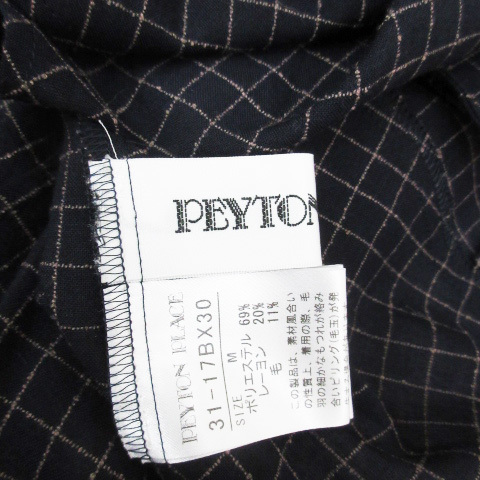 PEYTON
PEYTON PLACE
31-17BX30
SIZE M
ポリエステル 69%
レーヨン 20%
毛 11%
この製品は、素材風合い
の性質上、着用の際、毛
羽の細かなもつれが絡み
合いピリング(毛玉)が発